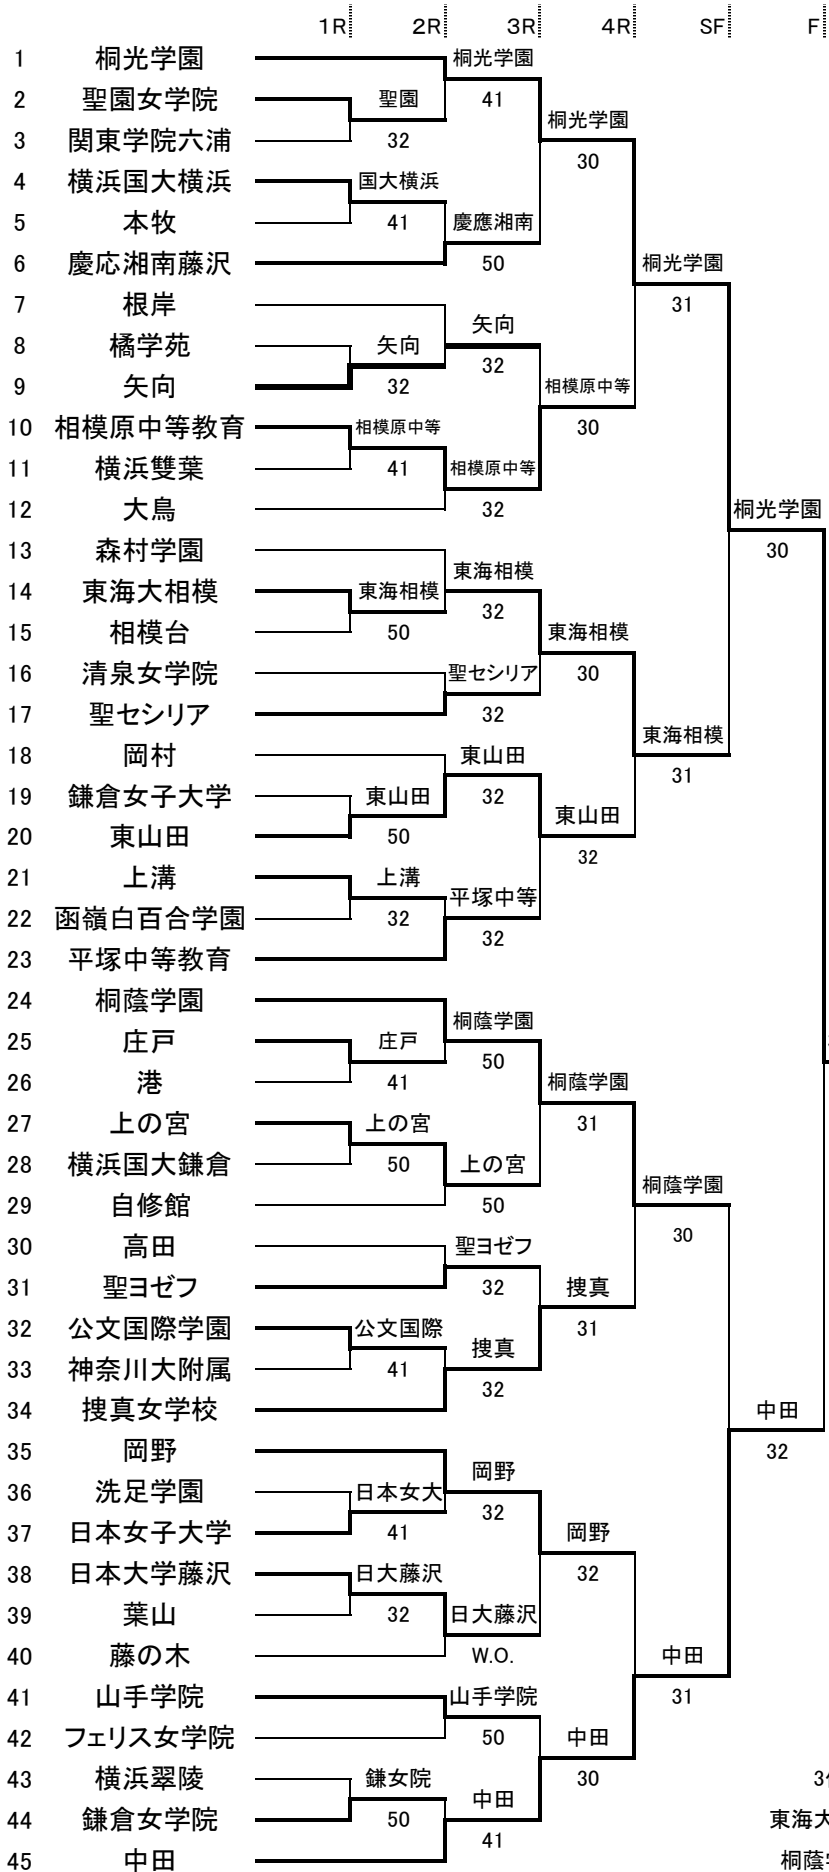 1R 2R 3R 4R SF F
1 桐光学園 桐光学園
2 聖園女学院 聖園 41
桐光学園
3 関東学院六浦 32 30
4 横浜国大横浜 国大横浜
5 本牧 41 慶應湘南
6 慶応湘南藤沢 50 桐光学園
7 根岸 31
矢向
8 橘学苑 矢向 32
9 矢向 32 相模原中等
10 相模原中等教育 相模原中等 30
11 横浜雙葉 41 相模原中等
12 大鳥 32 桐光学園
13 森村学園 30
東海相模
14 東海大相模 東海相模 32
15 相模台 50 東海相模
16 清泉女学院 聖セシリア 30
17 聖セシリア 32
東海相模
18 岡村 東山田 31
19 鎌倉女子大学 東山田 32
東山田
20 東山田 50 32
21 上溝 上溝
平塚中等
22 函嶺白百合学園 32 32
23 平塚中等教育
24 桐蔭学園
桐蔭学園
25 庄戸 庄戸 50
26 港 41 桐蔭学園
27 上の宮 上の宮 31
28 横浜国大鎌倉 50 上の宮
桐蔭学園
29 自修館 50 30
30 高田 聖ヨゼフ
31 聖ヨゼフ 32 捜真
32 公文国際学園 公文国際 31
捜真
33 神奈川大附属 41 32
34 捜真女学校 中田
35 岡野 32
岡野
36 洗足学園 日本女大 32
37 日本女子大学 41 岡野
38 日本大学藤沢 日大藤沢 32
39 葉山 32 日大藤沢
40 藤の木 W.O. 中田
41 山手学院 山手学院 31
42 フェリス女学院 50 中田
43 横浜翠陵 鎌女院 30
中田
44 鎌倉女学院 50 41 東海大
45 中田 桐蔭